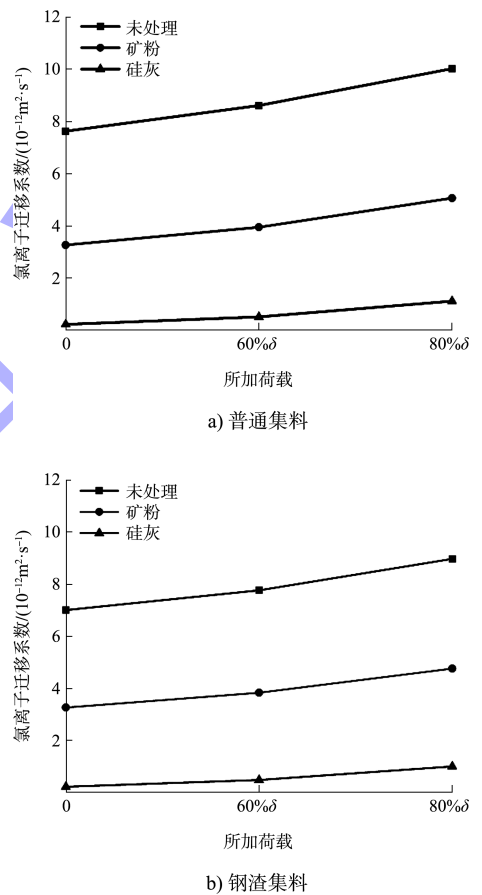 12
未处理
矿粉
硅灰
10
8
6
4
2
氯离子迁移系数/(10⁻¹²m²·s⁻¹)
0
60%δ
80%δ
所加荷载
a) 普通集料
12
未处理
矿粉
硅灰
10
8
6
4
2
氯离子迁移系数/(10⁻¹²m²·s⁻¹)
0
60%δ
80%δ
所加荷载
b) 钢渣集料